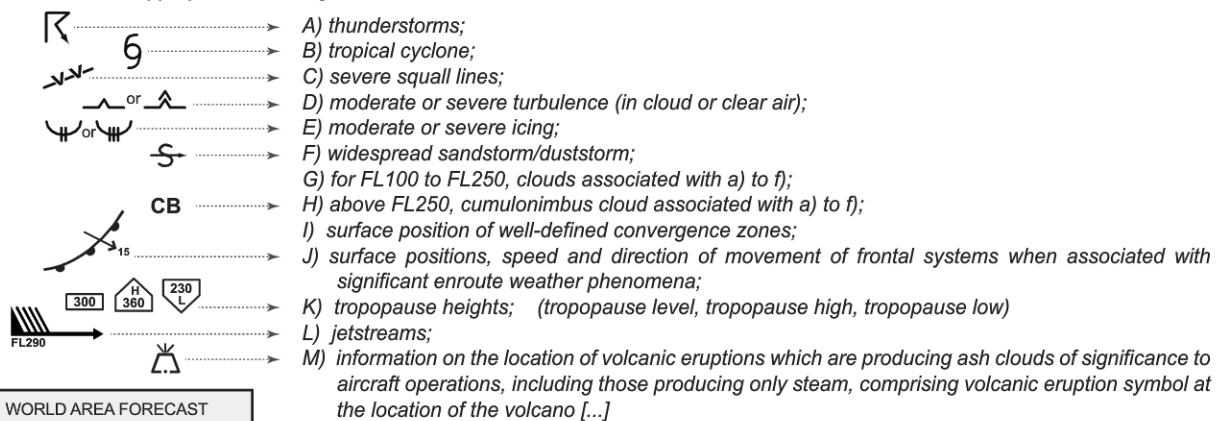 A) thunderstorms;
B) tropical cyclone;
C) severe squall lines;
or
D) moderate or severe turbulence (in cloud or clear air);
or
E) moderate or severe icing;
F) widespread sandstorm/duststorm;
G) for FL100 to FL250, clouds associated with a) to f);
CB
H) above FL250, cumulonimbus cloud associated with a) to f);
I) surface position of well-defined convergence zones;
15
J) surface positions, speed and direction of movement of frontal systems when associated with
significant enroute weather phenomena;
300
H
360
230
L
K) tropopause heights; (tropopause level, tropopause high, tropopause low)
L) jetstreams;
FL290
M) information on the location of volcanic eruptions which are producing ash clouds of significance to
aircraft operations, including those producing only steam, comprising volcanic eruption symbol at
the location of the volcano [...]
WORLD AREA FORECAST